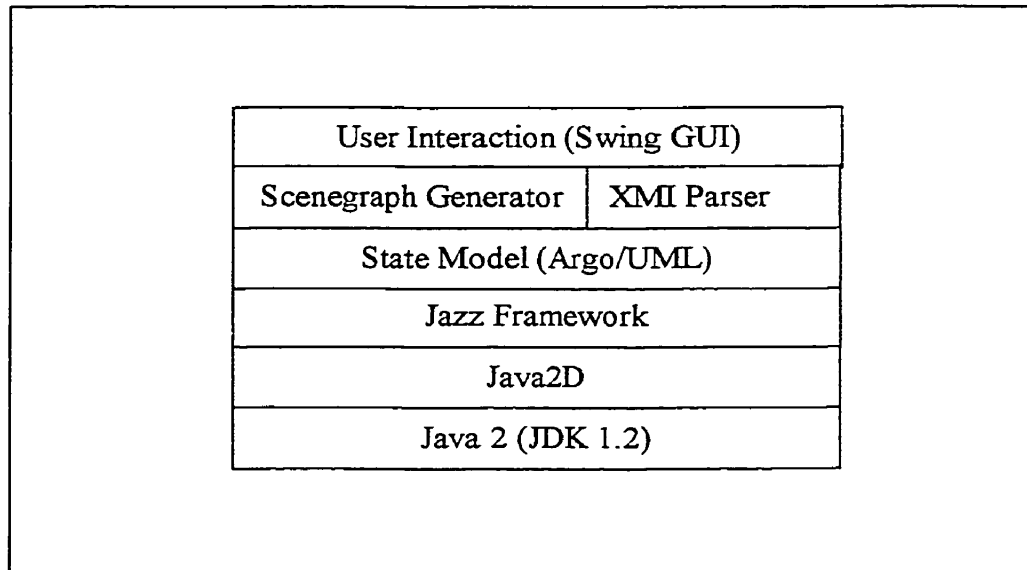 User Interaction (Swing GUI)
Scenegraph Generator
XMI Parser
State Model (Argo/UML)
Jazz Framework
Java2D
Java 2 (JDK 1.2)